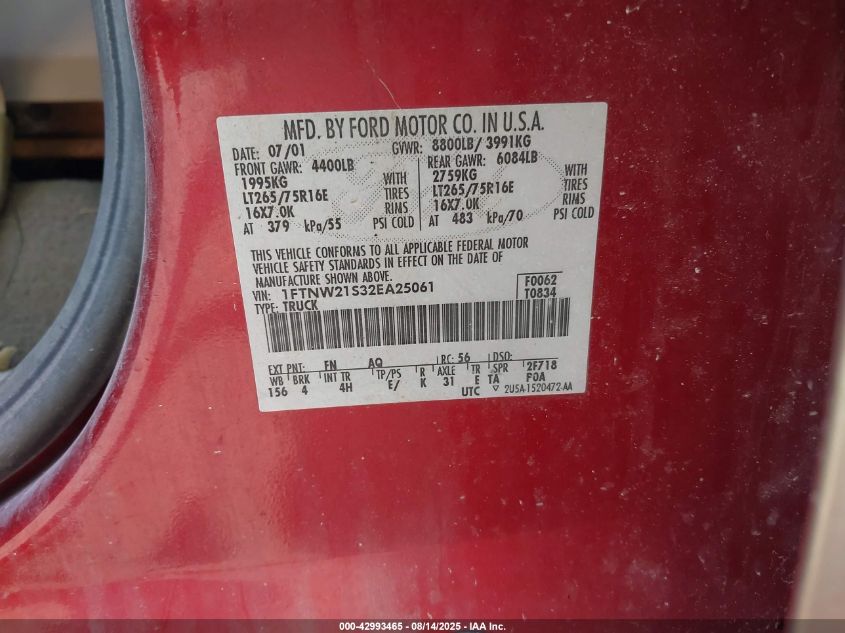 MFD. BY FORD MOTOR CO. IN U.S.A.
DATE: 07/01 GVWR: 8800LB/ 3991KG
FRONT GAWR: 4400LB REAR GAWR: 6084LB
1995KG WITH 2759KG WITH
LT265/75R16E TIRES LT265/75R16E TIRES
16X7.0K RIMS 16X7.0K RIMS
AT 379 kPa/55 PSI COLD AT 483 kPa/70 PSI COLD
THIS VEHICLE CONFORMS TO ALL APPLICABLE FEDERAL MOTOR
VEHICLE SAFETY STANDARDS IN EFFECT ON THE DATE OF
MANUFACTURE SHOWN ABOVE.
VIN: 1FTNW21S32EA25061 F0062
TYPE: TRUCK T0834
EXT PNT: FN AQ RC: 56 DSO:
WB BRK INT TR TP/PS R AXLE TR SPR 2F718
156 4 4H E/ K 31 E TA F0A
UTC ▽ 2U5A-1520472-AA
000-42993465 - 08/14/2025 - IAA Inc.